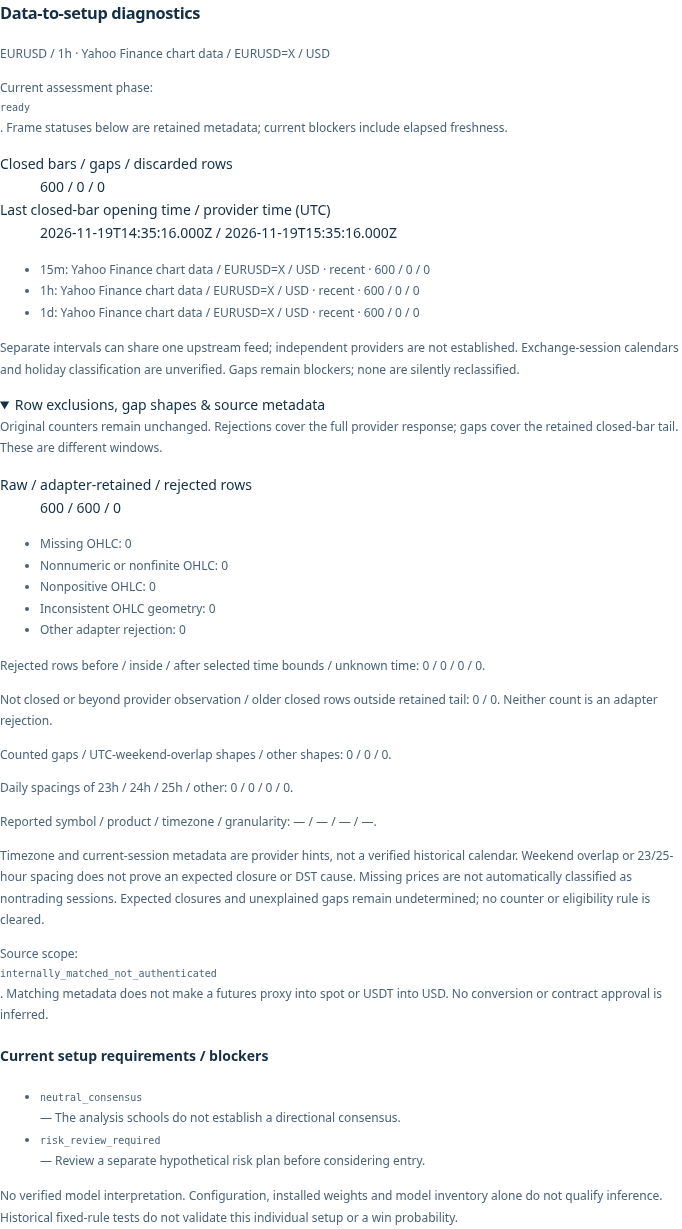 Data-to-setup diagnostics
EURUSD / 1h · Yahoo Finance chart data / EURUSD=X / USD
Current assessment phase:
ready
. Frame statuses below are retained metadata; current blockers include elapsed freshness.
Closed bars / gaps / discarded rows
600 / 0 / 0
Last closed-bar opening time / provider time (UTC)
2026-11-19T14:35:16.000Z / 2026-11-19T15:35:16.000Z
• 15m: Yahoo Finance chart data / EURUSD=X / USD · recent · 600 / 0 / 0
• 1h: Yahoo Finance chart data / EURUSD=X / USD · recent · 600 / 0 / 0
• 1d: Yahoo Finance chart data / EURUSD=X / USD · recent · 600 / 0 / 0
Separate intervals can share one upstream feed; independent providers are not established. Exchange-session calendars
and holiday classification are unverified. Gaps remain blockers; none are silently reclassified.
▼ Row exclusions, gap shapes & source metadata
Original counters remain unchanged. Rejections cover the full provider response; gaps cover the retained closed-bar tail.
These are different windows.
Raw / adapter-retained / rejected rows
600 / 600 / 0
• Missing OHLC: 0
• Nonnumeric or nonfinite OHLC: 0
• Nonpositive OHLC: 0
• Inconsistent OHLC geometry: 0
• Other adapter rejection: 0
Rejected rows before / inside / after selected time bounds / unknown time: 0 / 0 / 0 / 0.
Not closed or beyond provider observation / older closed rows outside retained tail: 0 / 0. Neither count is an adapter
rejection.
Counted gaps / UTC-weekend-overlap shapes / other shapes: 0 / 0 / 0.
Daily spacings of 23h / 24h / 25h / other: 0 / 0 / 0 / 0.
Reported symbol / product / timezone / granularity: — / — / — / —.
Timezone and current-session metadata are provider hints, not a verified historical calendar. Weekend overlap or 23/25-
hour spacing does not prove an expected closure or DST cause. Missing prices are not automatically classified as
nontrading sessions. Expected closures and unexplained gaps remain undetermined; no counter or eligibility rule is
cleared.
Source scope:
internally_matched_not_authenticated
. Matching metadata does not make a futures proxy into spot or USDT into USD. No conversion or contract approval is
inferred.
Current setup requirements / blockers
• neutral_consensus
— The analysis schools do not establish a directional consensus.
• risk_review_required
— Review a separate hypothetical risk plan before considering entry.
No verified model interpretation. Configuration, installed weights and model inventory alone do not qualify inference.
Historical fixed-rule tests do not validate this individual setup or a win probability.